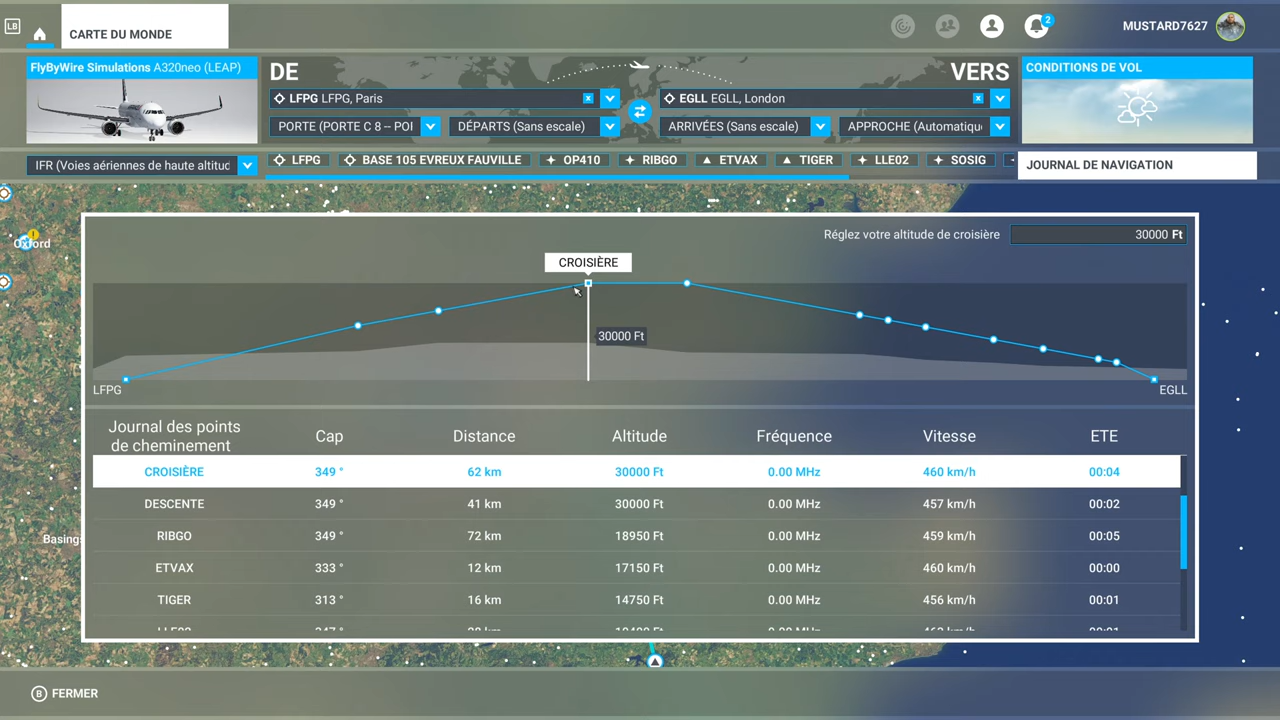 LB
CARTE DU MONDE
2
MUSTARD7627
FlyByWire Simulations A320neo (LEAP)
DE
VERS
CONDITIONS DE VOL
LFPG LFPG, Paris
x
EGLL EGLL, London
x
PORTE (PORTE C 8 – POI
DÉPARTS (Sans escale)
ARRIVÉES (Sans escale)
APPROCHE (Automatiqu
IFR (Voies aériennes de haute altitud
LFPG
BASE 105 EVREUX FAUVILLE
OP410
RIBGO
ETVAX
TIGER
LLE02
SOSIG
JOURNAL DE NAVIGATION
Oxford
Réglez votre altitude de croisière
30000 Ft
CROISIÈRE
30000 Ft
LFPG
EGLL
Journal des points
de cheminement
Cap
Distance
Altitude
Fréquence
Vitesse
ETE
CROISIÈRE 349 ° 62 km 30000 Ft 0.00 MHz 460 km/h 00:04
DESCENTE 349 ° 41 km 30000 Ft 0.00 MHz 457 km/h 00:02
RIBGO 349 ° 72 km 18950 Ft 0.00 MHz 459 km/h 00:05
Basing
ETVAX 333 ° 12 km 17150 Ft 0.00 MHz 460 km/h 00:00
TIGER 313 ° 16 km 14750 Ft 0.00 MHz 456 km/h 00:01
B FERMER